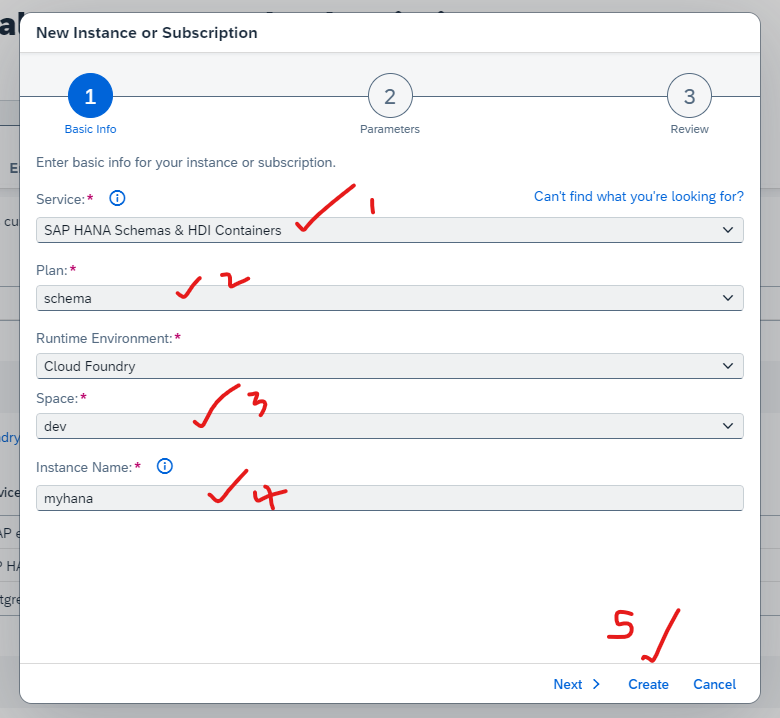 New Instance or Subscription
1
2
3
Basic Info
Parameters
Review
Enter basic info for your instance or subscription.
Service:*
Can't find what you're looking for?
1
SAP HANA Schemas & HDI Containers
Plan:*
2
schema
Runtime Environment:*
Cloud Foundry
Space:*
3
dev
Instance Name:*
4
myhana
5
Next
Create
Cancel